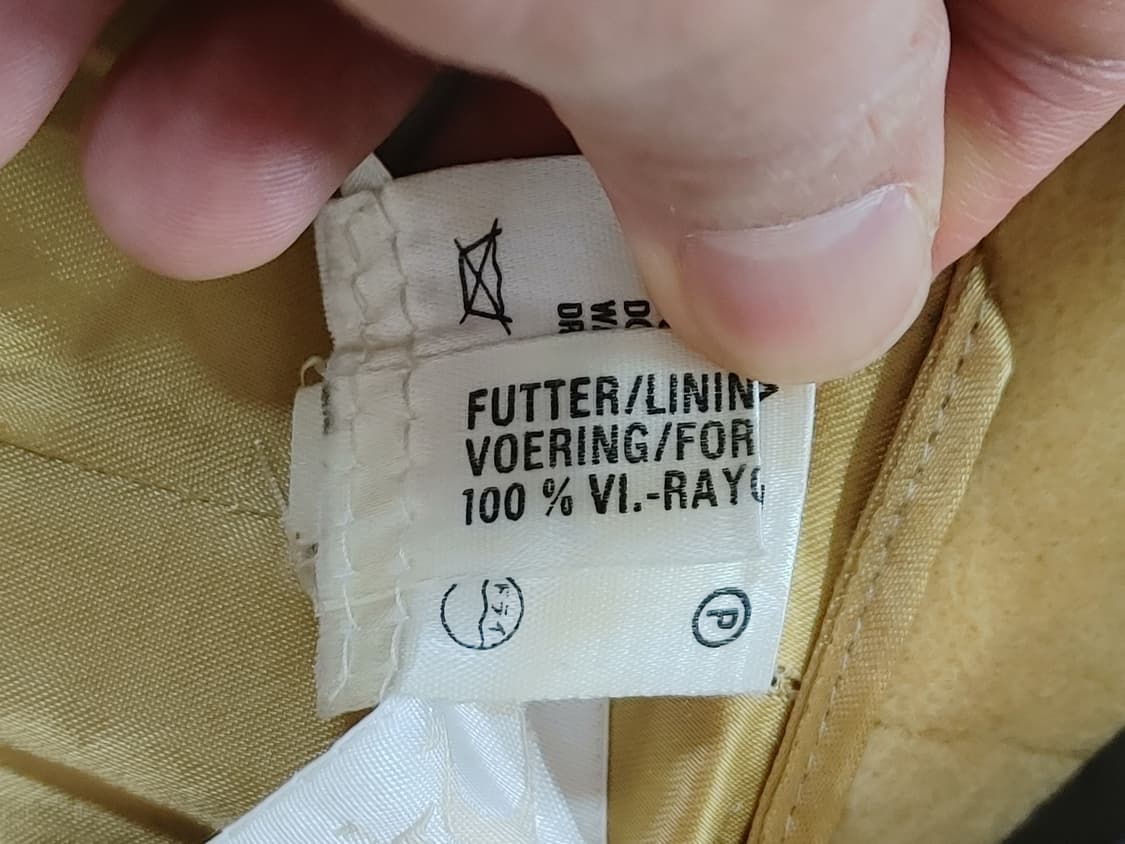 FUTTER/LININ
VOERING/FOR
100 % VI.-RAY
ドライ
P